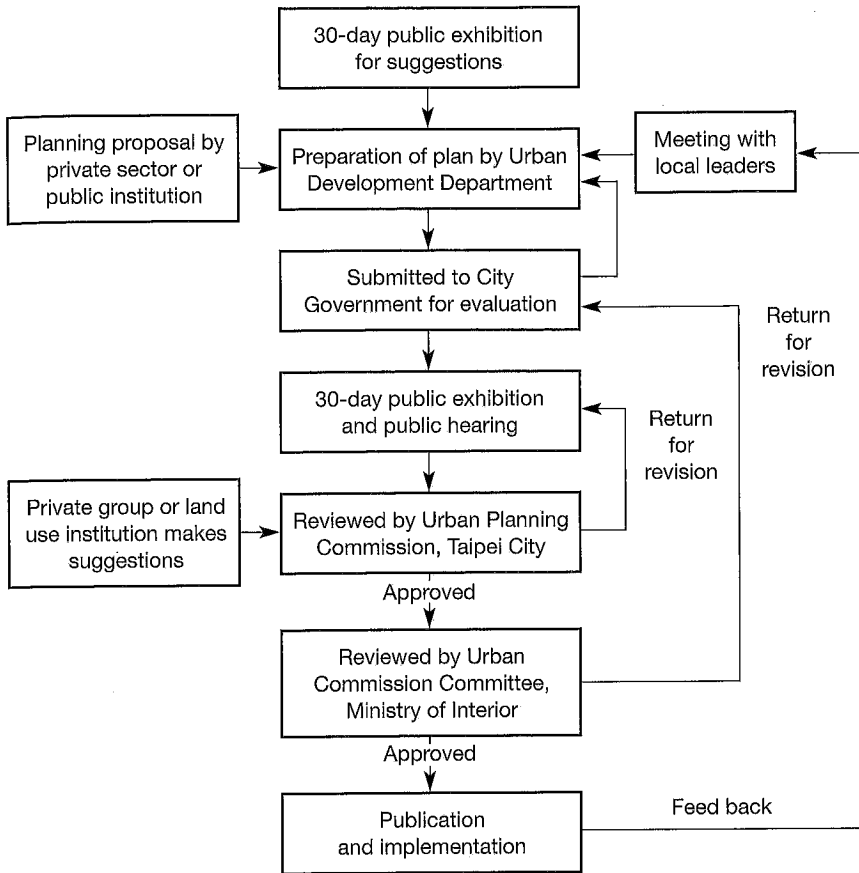 30-day public exhibition
for suggestions
Planning proposal by
private sector or
public institution
Preparation of plan by Urban
Development Department
Meeting with
local leaders
Submitted to City
Government for evaluation
Return
for
revision
30-day public exhibition
and public hearing
Return
for
revision
Private group or land
use institution makes
suggestions
Reviewed by Urban Planning
Commission, Taipei City
Approved
Reviewed by Urban
Commission Committee,
Ministry of Interior
Approved
Publication
and implementation
Feed back